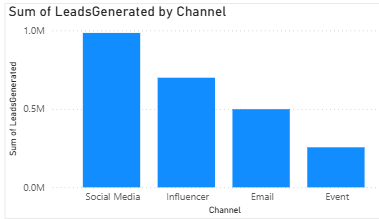 Sum of LeadsGenerated by Channel
Sum of LeadsGenerated
1.0M
0.5M
0.0M
Social Media
Influencer
Email
Event
Channel